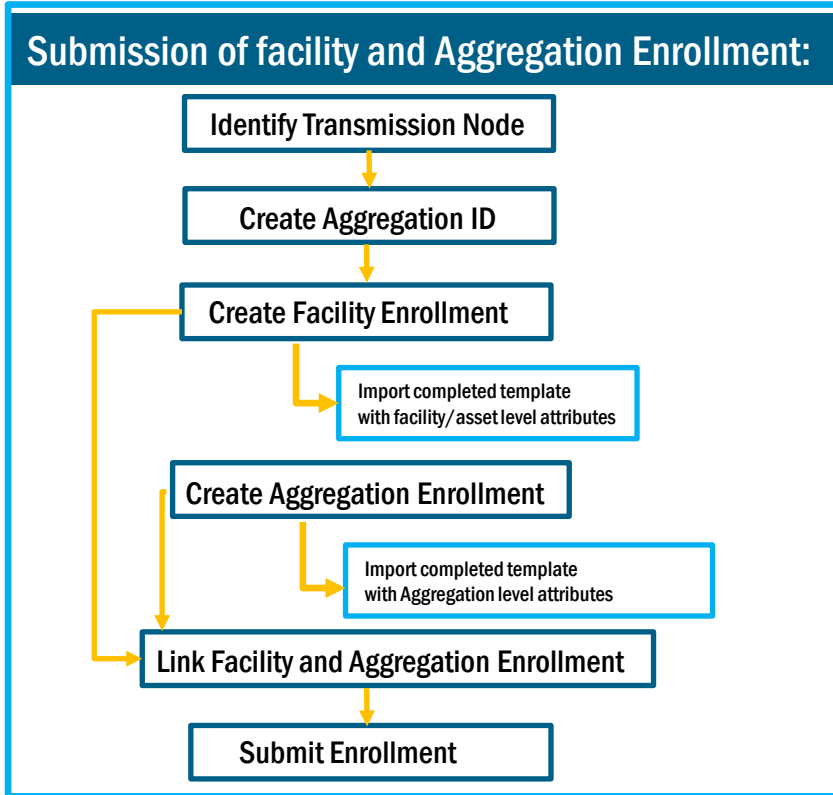 Submission of facility and Aggregation Enrollment:
Identify Transmission Node
Create Aggregation ID
Create Facility Enrollment
Import completed template
with facility/asset level attributes
Create Aggregation Enrollment
Import completed template
with Aggregation level attributes
Link Facility and Aggregation Enrollment
Submit Enrollment